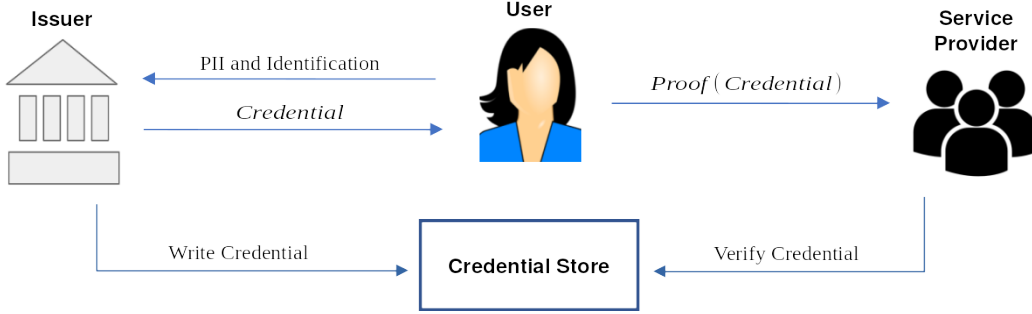 Issuer
User
Service
Provider
PII and Identification
Credential
Proof ( Credential )
Write Credential
Credential Store
Verify Credential